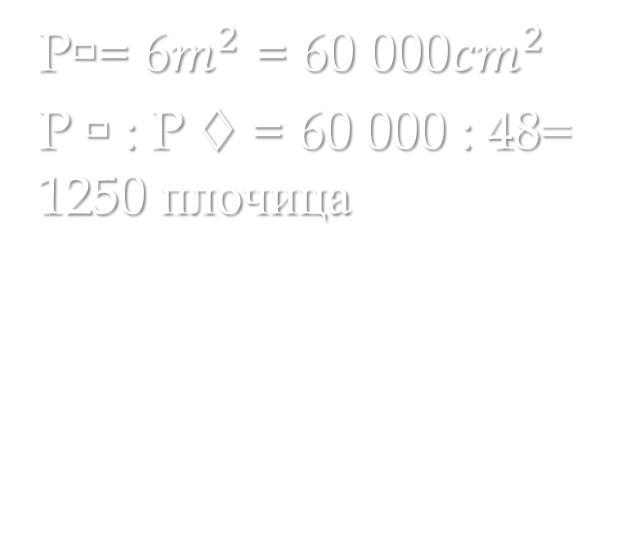 P▫= 6m² = 60 000cm²
P ▫ : P ◊ = 60 000 : 48=
1250 плочица